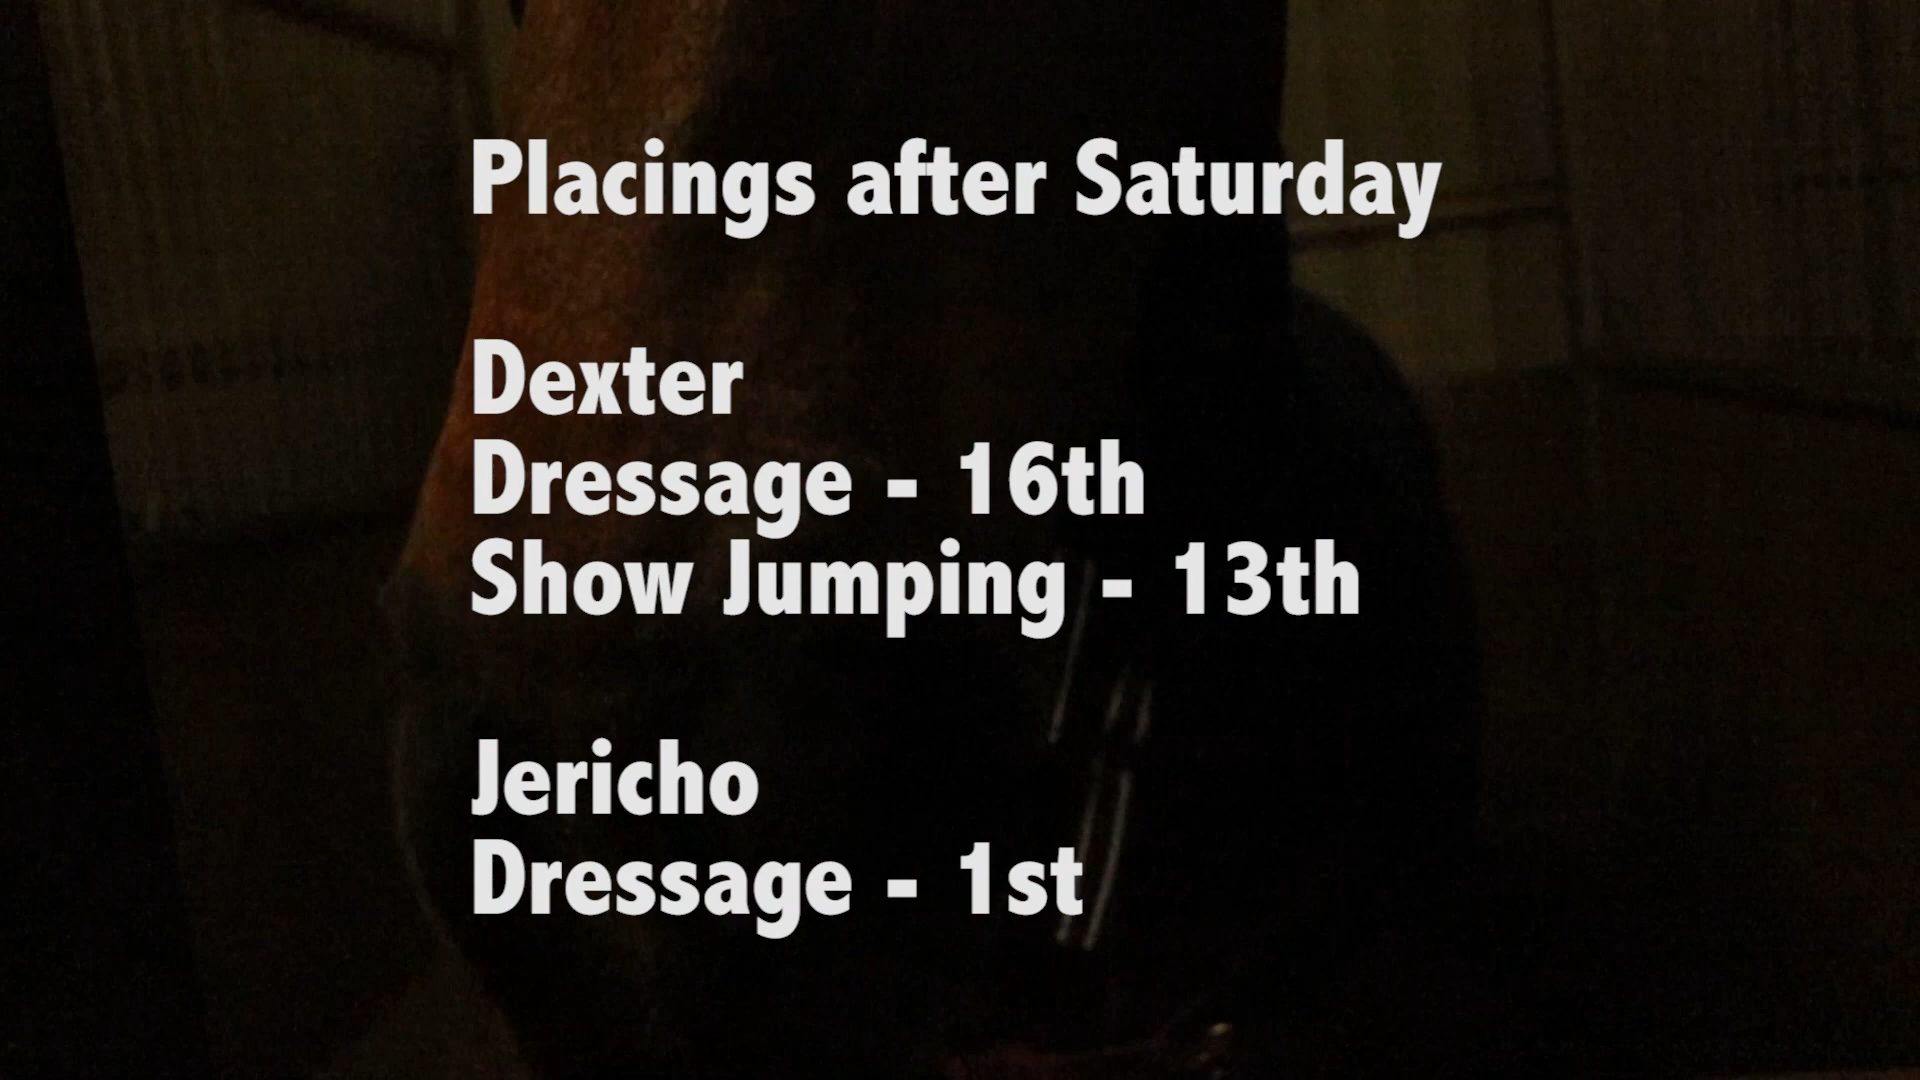 Placings after Saturday
Dexter
Dressage - 16th
Show Jumping - 13th
Jericho
Dressage - 1st